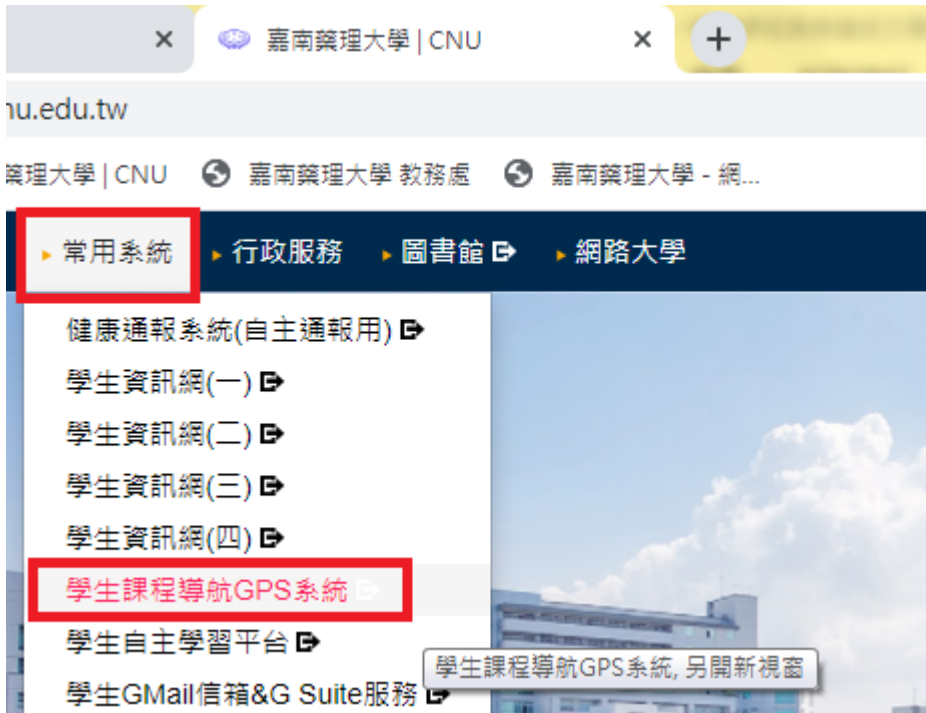 嘉南藥理大學 | CNU
nu.edu.tw
藥理大學 | CNU 嘉南藥理大學 教務處 嘉南藥理大學 - 網...
常用系統 行政服務 圖書館 網路大學
健康通報系統(自主通報用)
學生資訊網(一)
學生資訊網(二)
學生資訊網(三)
學生資訊網(四)
學生課程導航GPS系統
學生自主學習平台
學生課程導航GPS系統, 另開新視窗
學生GMail信箱&G Suite服務